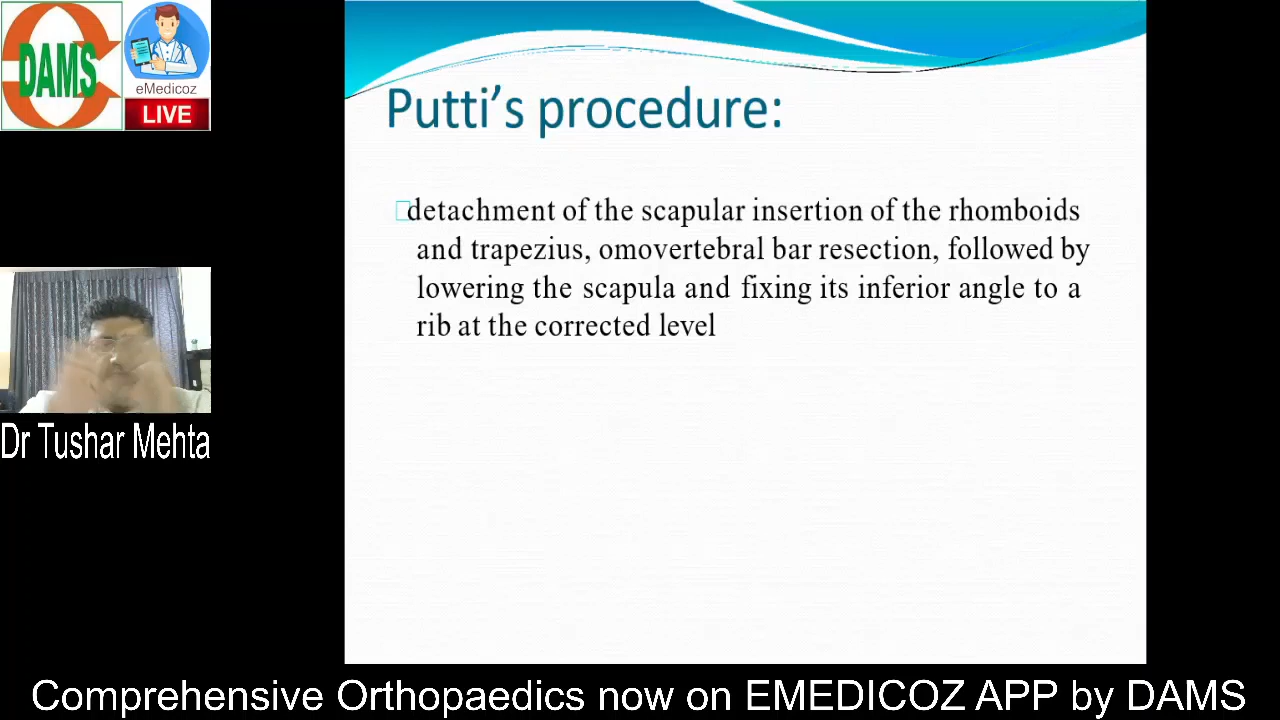 DAMS
eMedicoz
LIVE
Putti's procedure:
detachment of the scapular insertion of the rhomboids
and trapezius, omovertebral bar resection, followed by
lowering the scapula and fixing its inferior angle to a
rib at the corrected level
Dr Tushar Mehta
Comprehensive Orthopaedics now on EMEDICOZ APP by DAMS